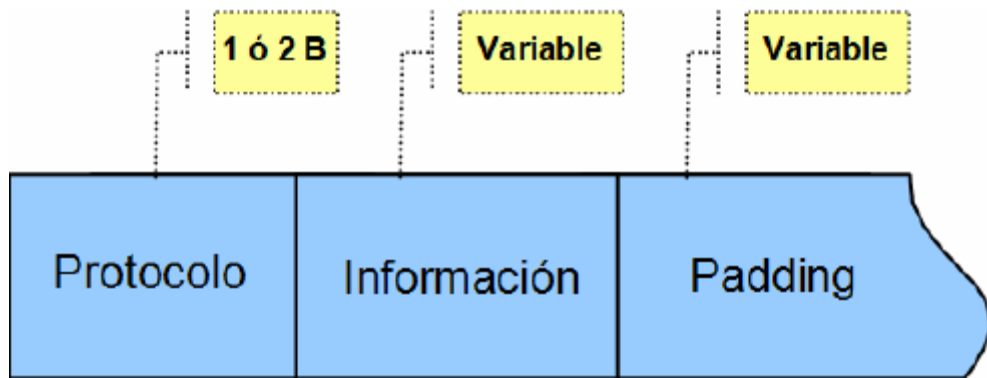 1 ó 2 B
Variable
Variable
Protocolo
Información
Padding